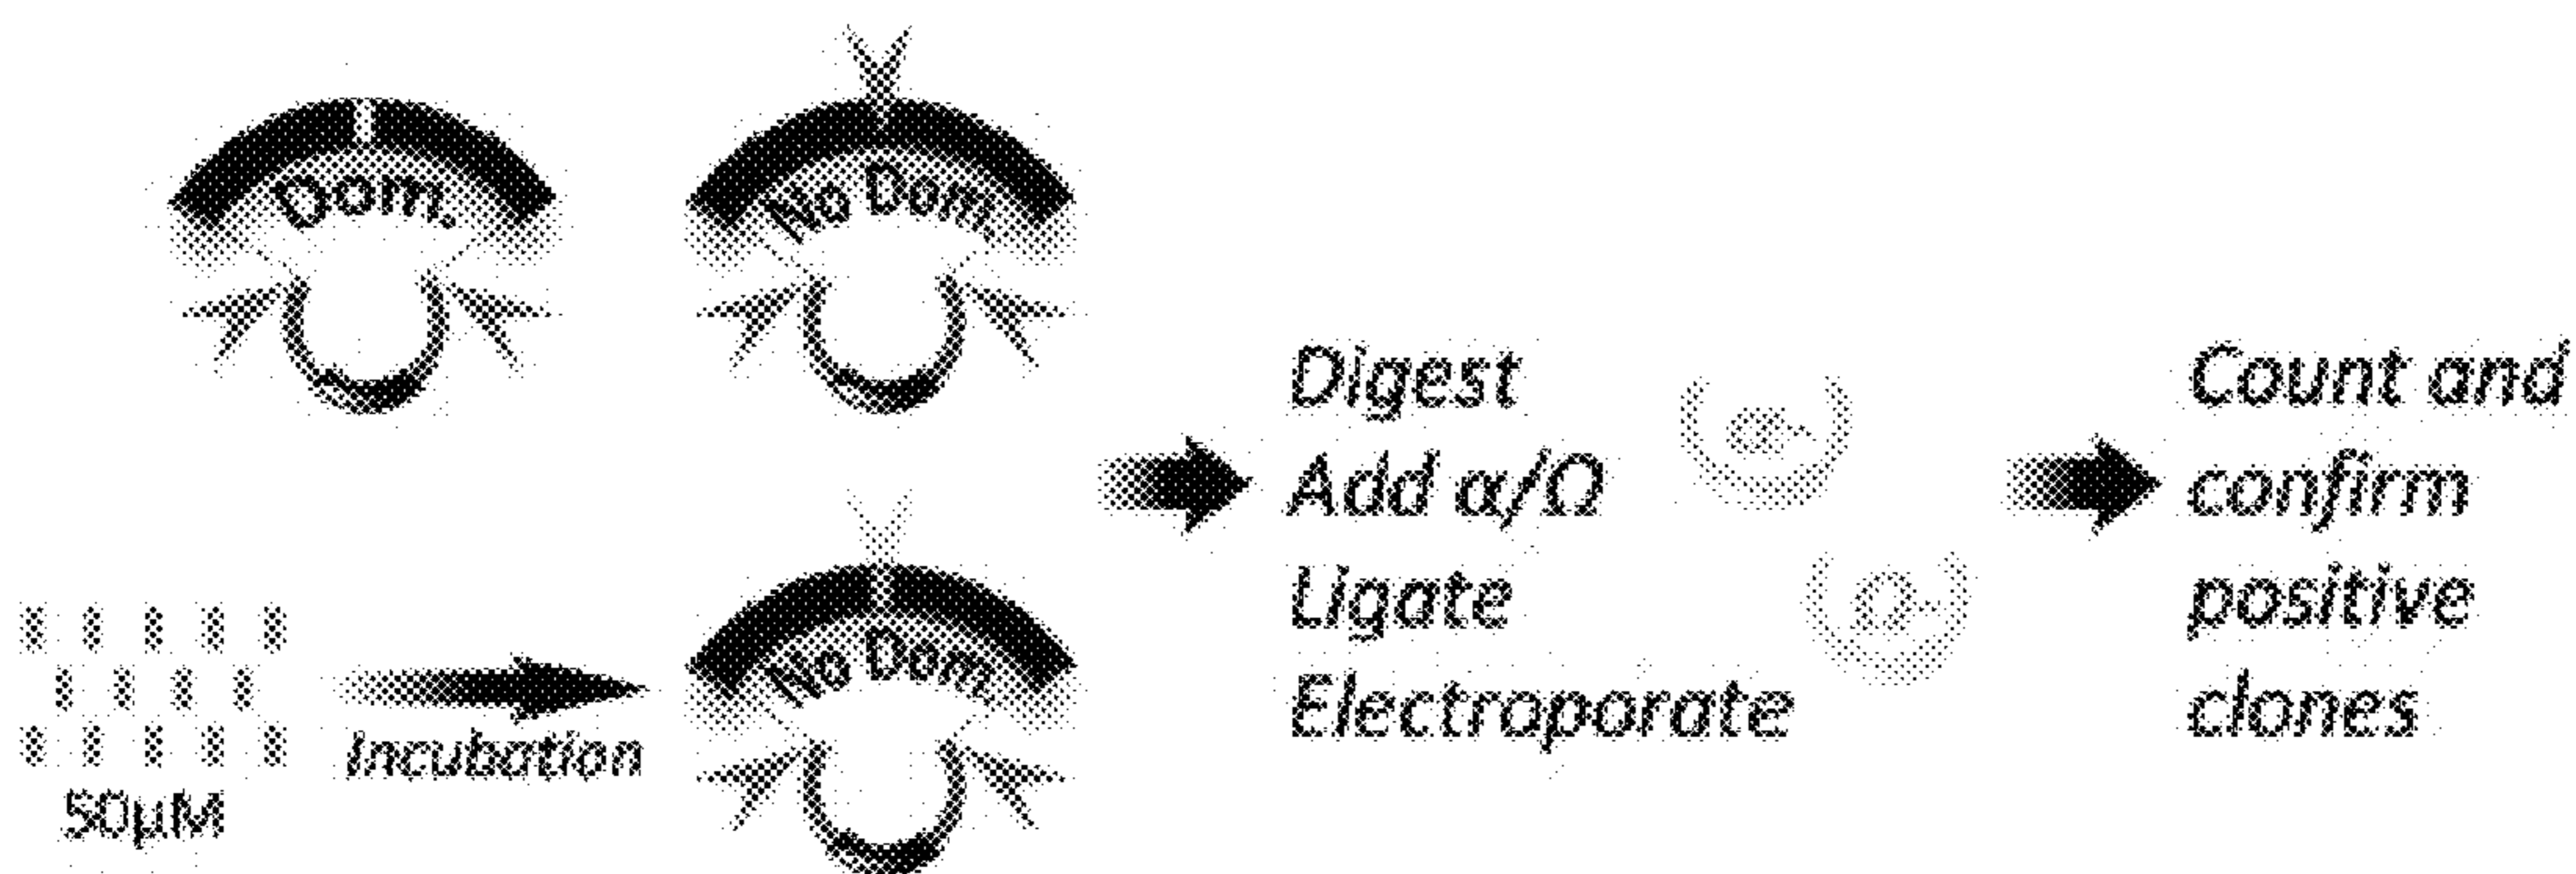 Dom.
No Dom.
No Dom.
50µM
Incubation
Digest
Add α/Ω
Ligate
Electroporate
α
Ω
Count and
confirm
positive
clones